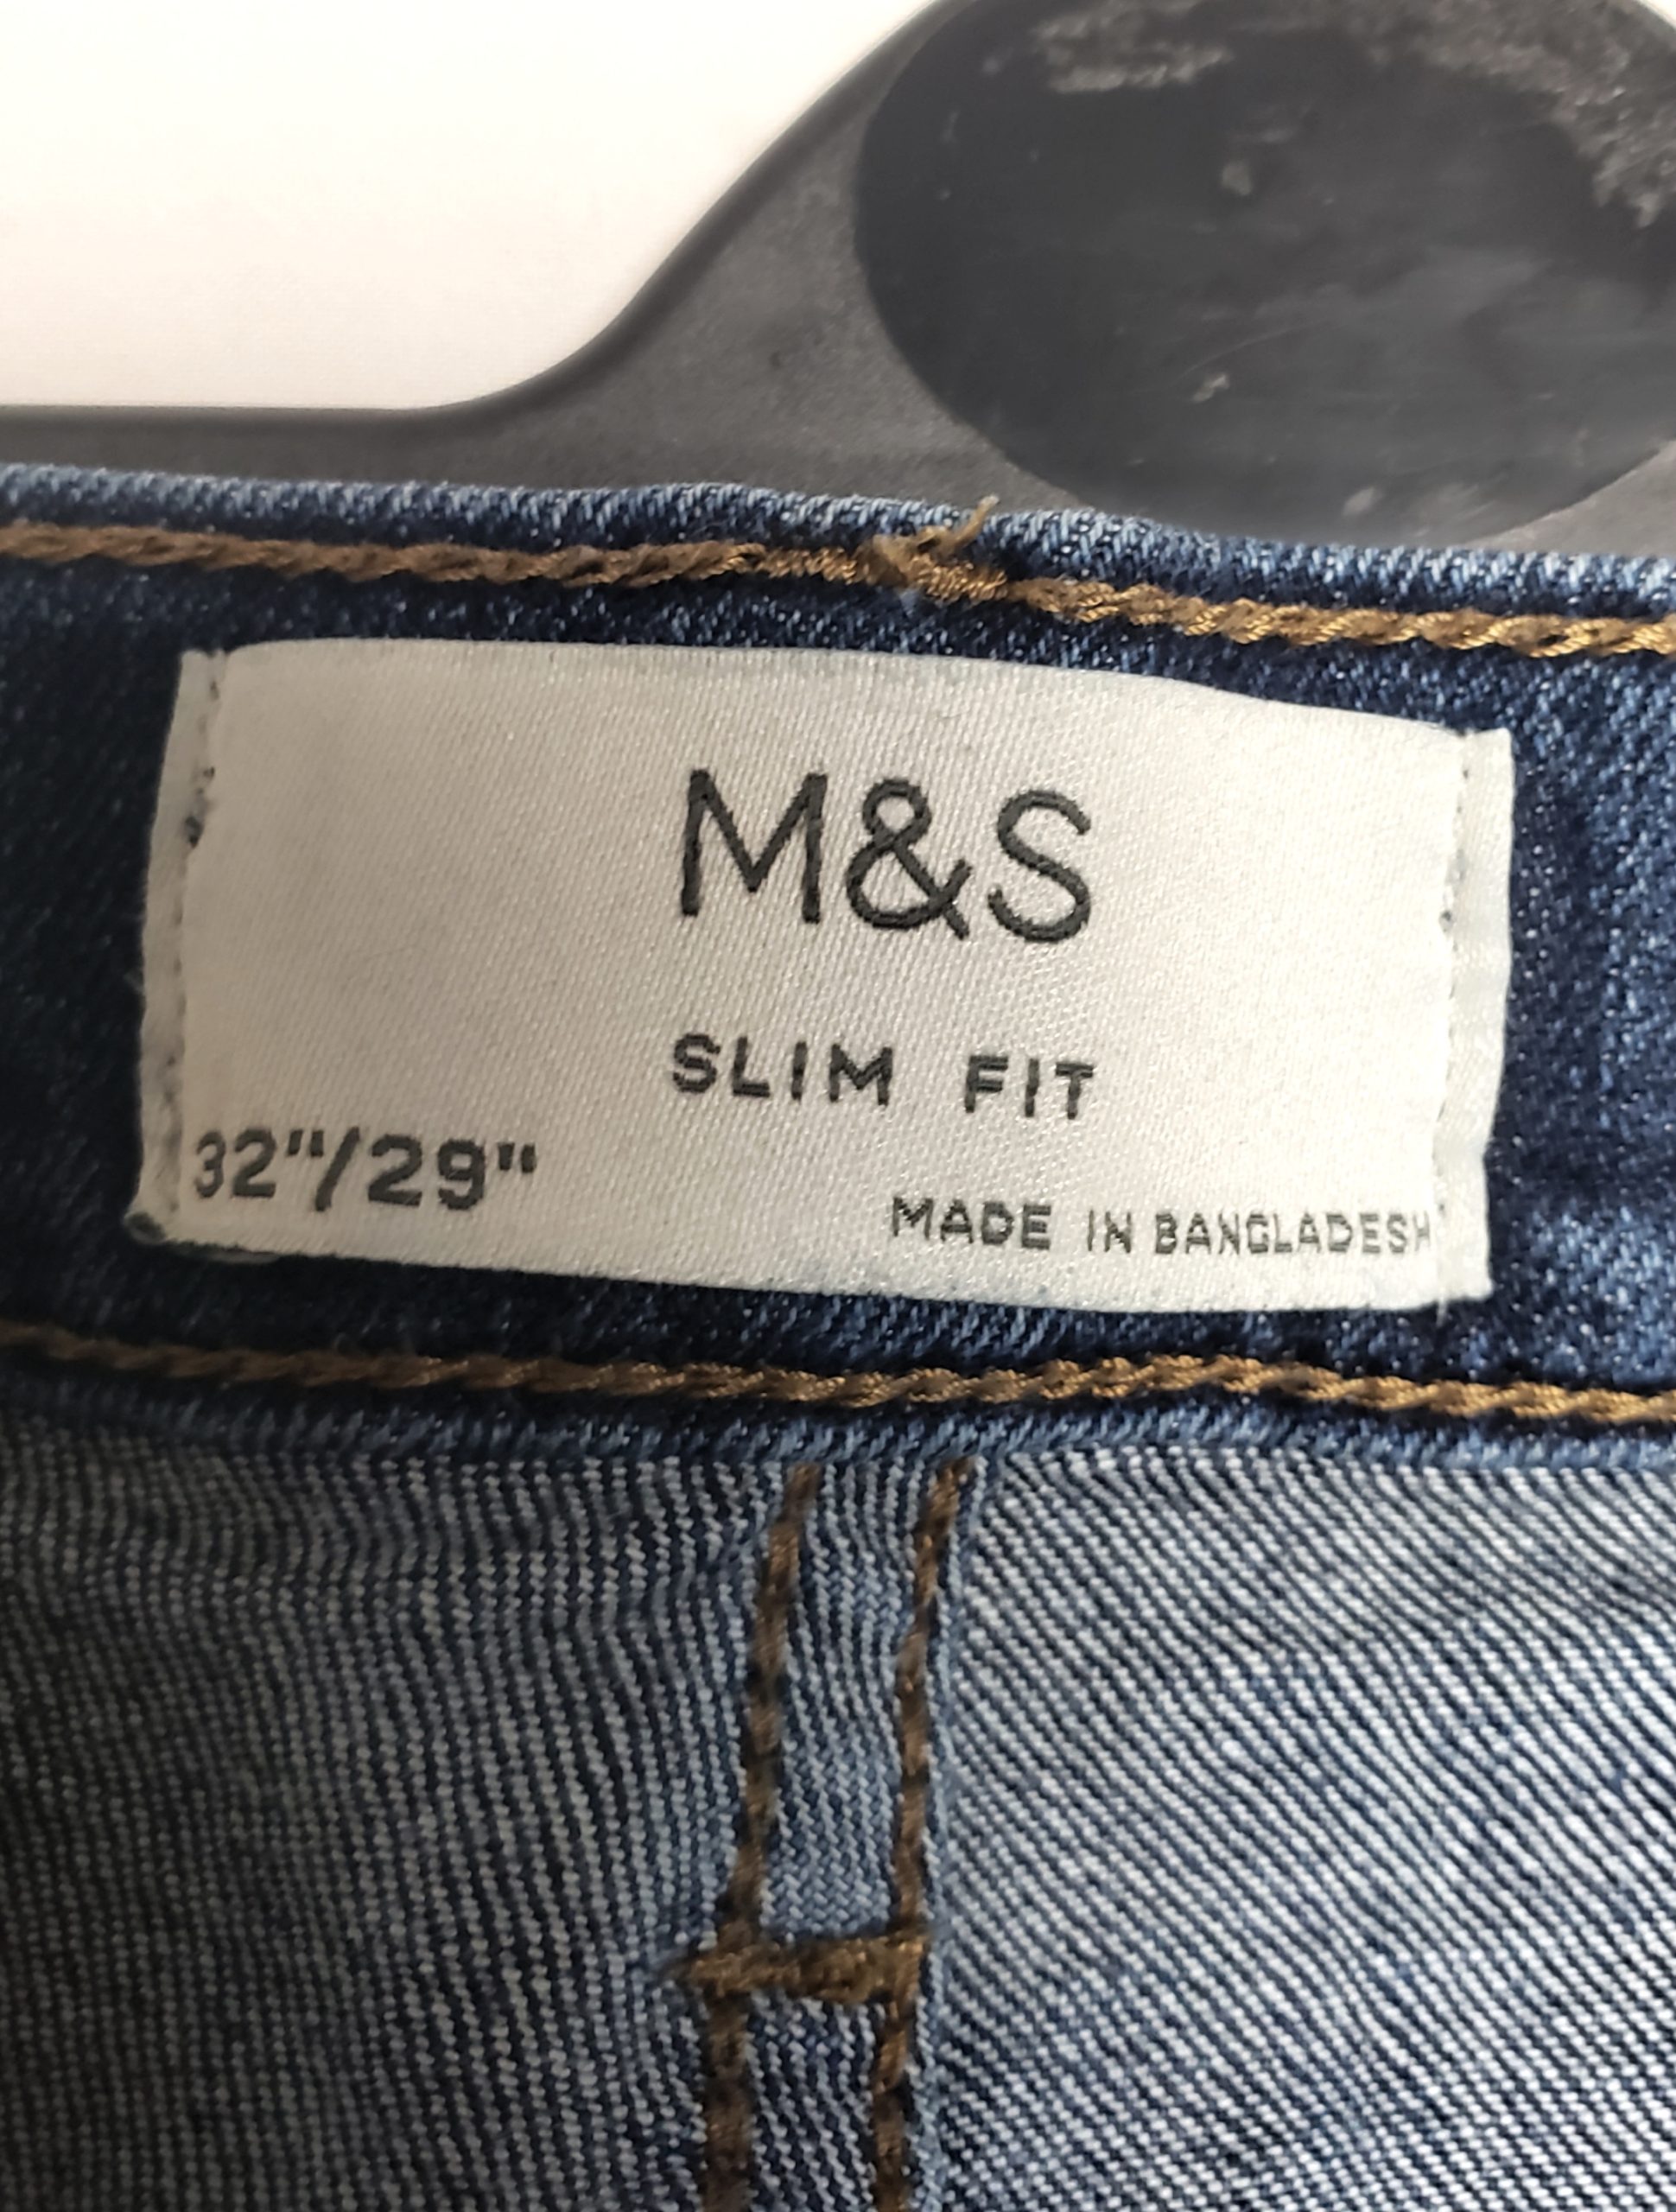 M&S
SLIM FIT
32"/29"
MADE IN BANGLADESH